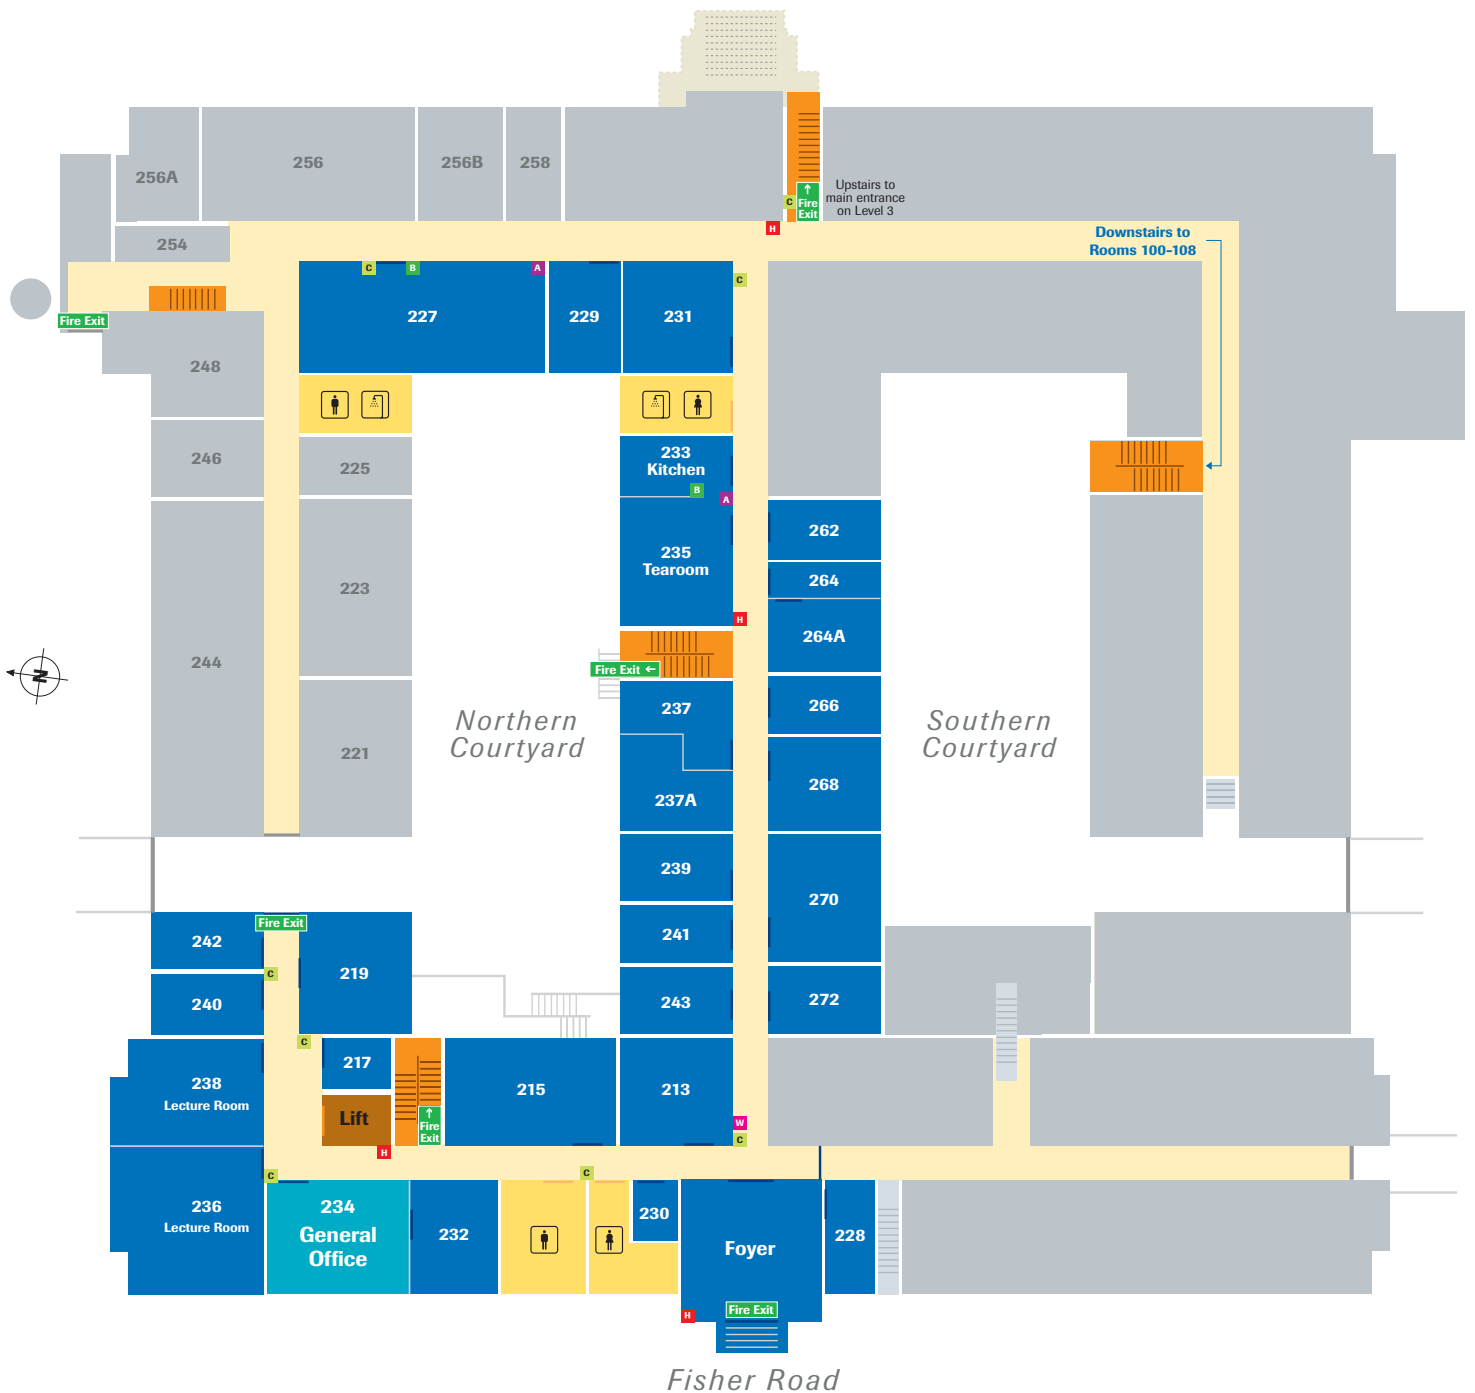 256A
256
256B
258
254
C
Fire
Exit
Upstairs to
main entrance
on Level 3
H
Downstairs to
Rooms 100-108
C
B
A
C
227
229
231
Fire Exit
248
246
225
233
Kitchen
B
A
244
223
221
235
Tearoom
H
262
264
264A
Fire Exit
N
237
237A
266
268
Northern
Courtyard
Southern
Courtyard
239
241
243
270
272
Fire Exit
242
C
240
219
C
238
Lecture Room
217
Lift
Fire
Exit
215
213
W
C
H
C
C
236
Lecture Room
234
General
Office
232
230
Foyer
228
H
Fire Exit
Fisher Road